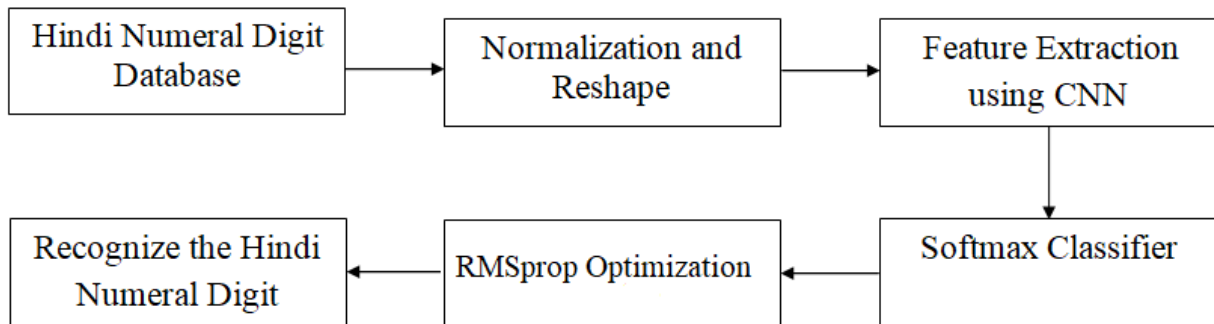 Hindi Numeral Digit
Database
Normalization and
Reshape
Feature Extraction
using CNN
Recognize the Hindi
Numeral Digit
RMSprop Optimization
Softmax Classifier